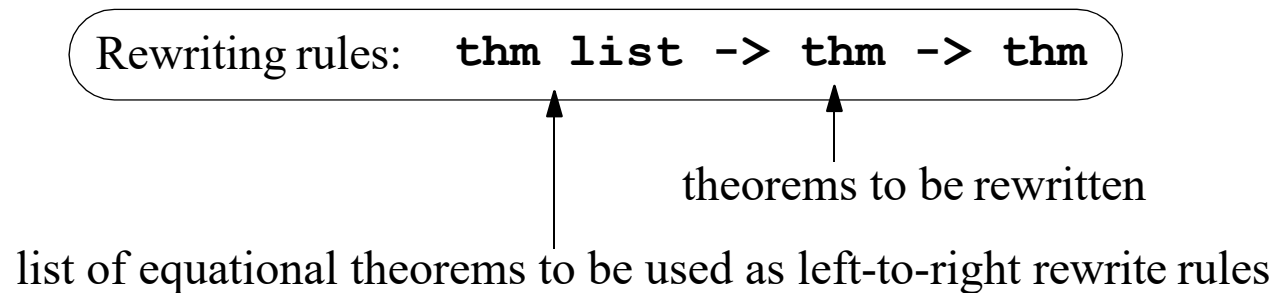 Rewriting rules: thm list -> thm -> thm
theorems to be rewritten
list of equational theorems to be used as left-to-right rewrite rules